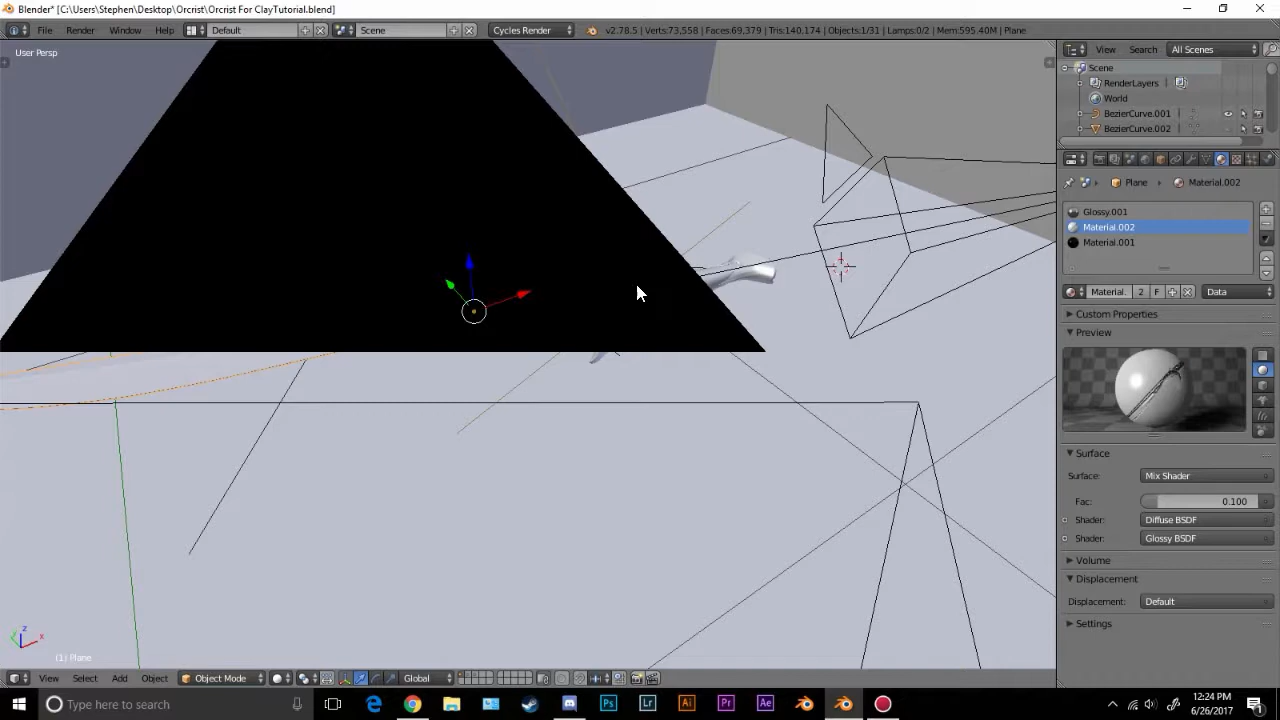 Blender* [C:\Users\Stephen\Desktop\Orcrist\Orcrist For ClayTutorial.blend]
File Render Window Help Default Scene Cycles Render v2.78.5 | Verts:73,558 | Faces:69,379 | Tris:140,174 | Objects:1/31 | Lamps:0/2 | Mem:595.40M | Plane
User Persp
View Search All Scenes
Scene
RenderLayers
World
BezierCurve.001
BezierCurve.002
Plane Material.002
Glossy.001
Material.002
Material.001
Material. 2 F Data
Custom Properties
Preview
Surface
Surface: Mix Shader
Fac: 0.100
Shader: Diffuse BSDF
Shader: Glossy BSDF
Volume
Displacement
Displacement: Default
Settings
z
x
(1) Plane
View Select Add Object Object Mode Global
Type here to search
Lr Ai Pr Ae
Ps
12:24 PM
6/26/2017